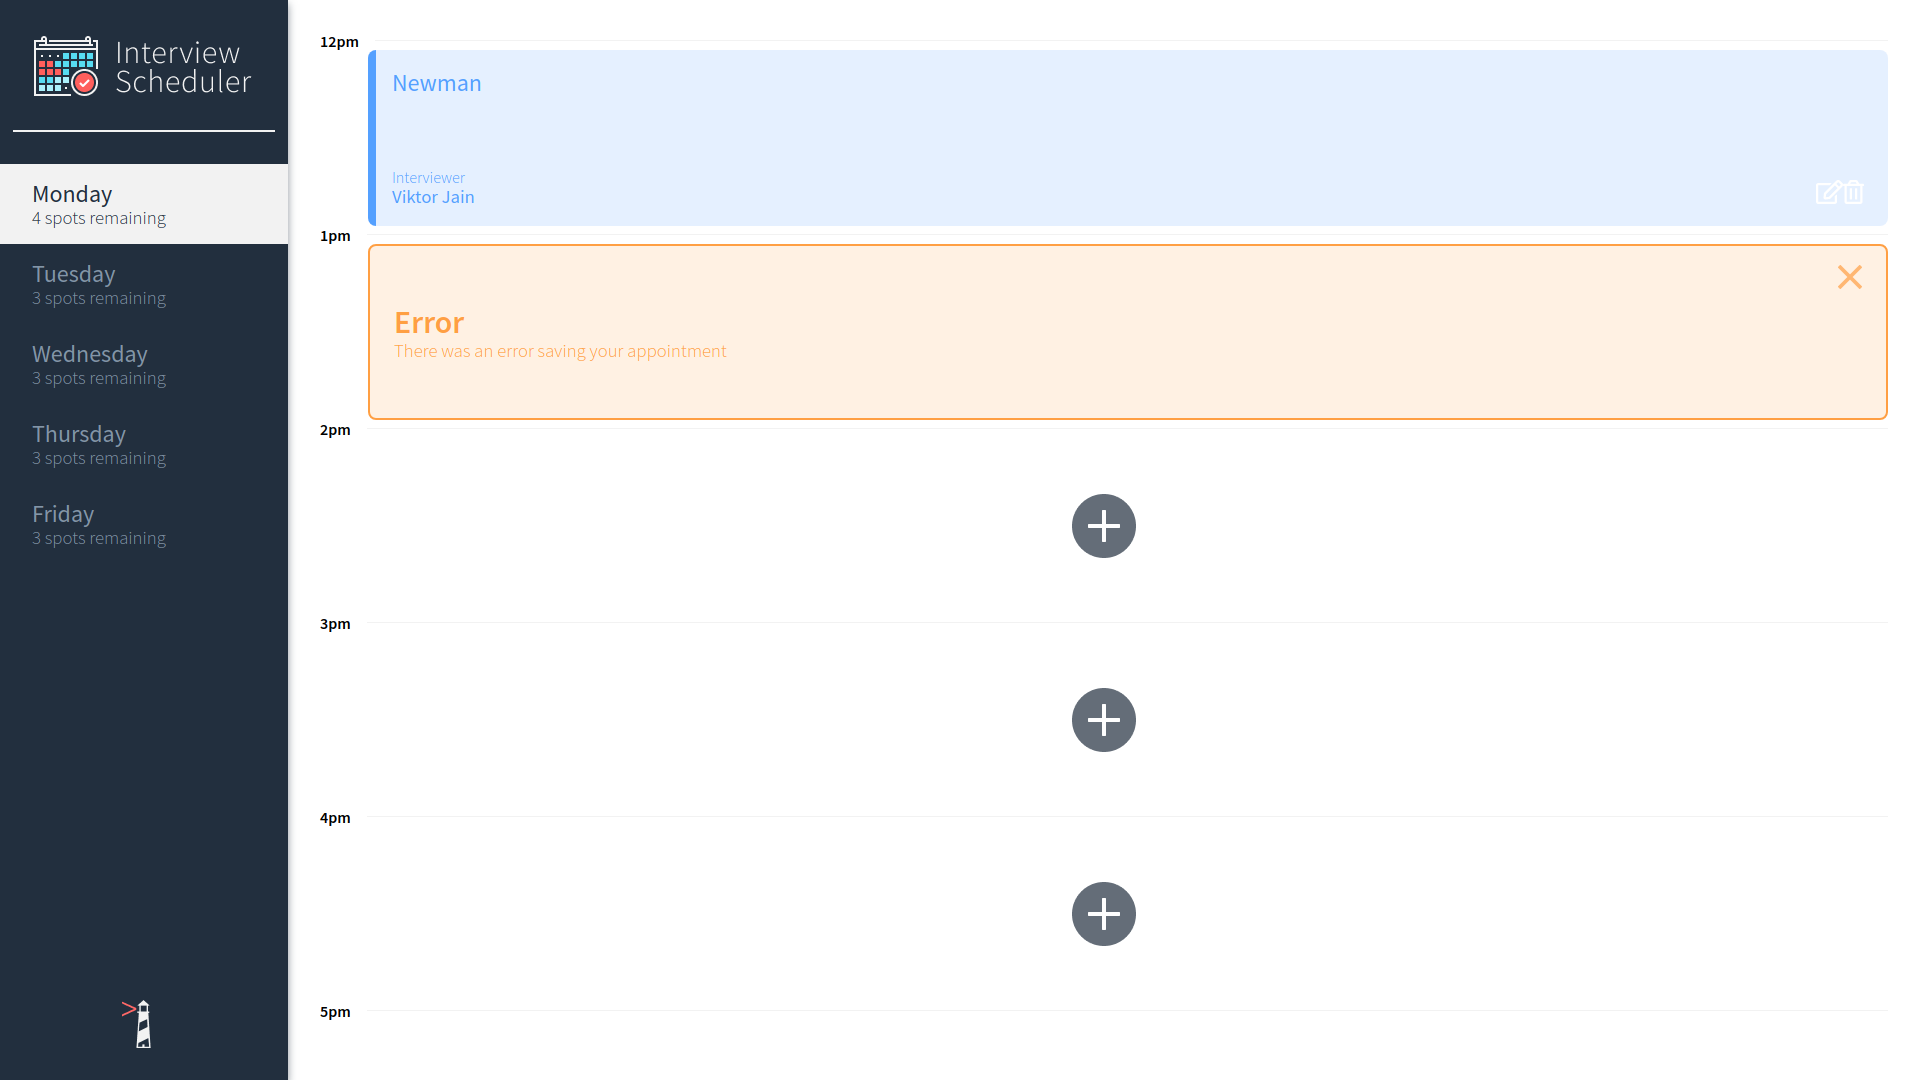 Interview
Scheduler
Monday
4 spots remaining
Tuesday
3 spots remaining
Wednesday
3 spots remaining
Thursday
3 spots remaining
Friday
3 spots remaining
12pm
Newman
Interviewer
Viktor Jain
1pm
Error
There was an error saving your appointment
2pm
3pm
4pm
5pm